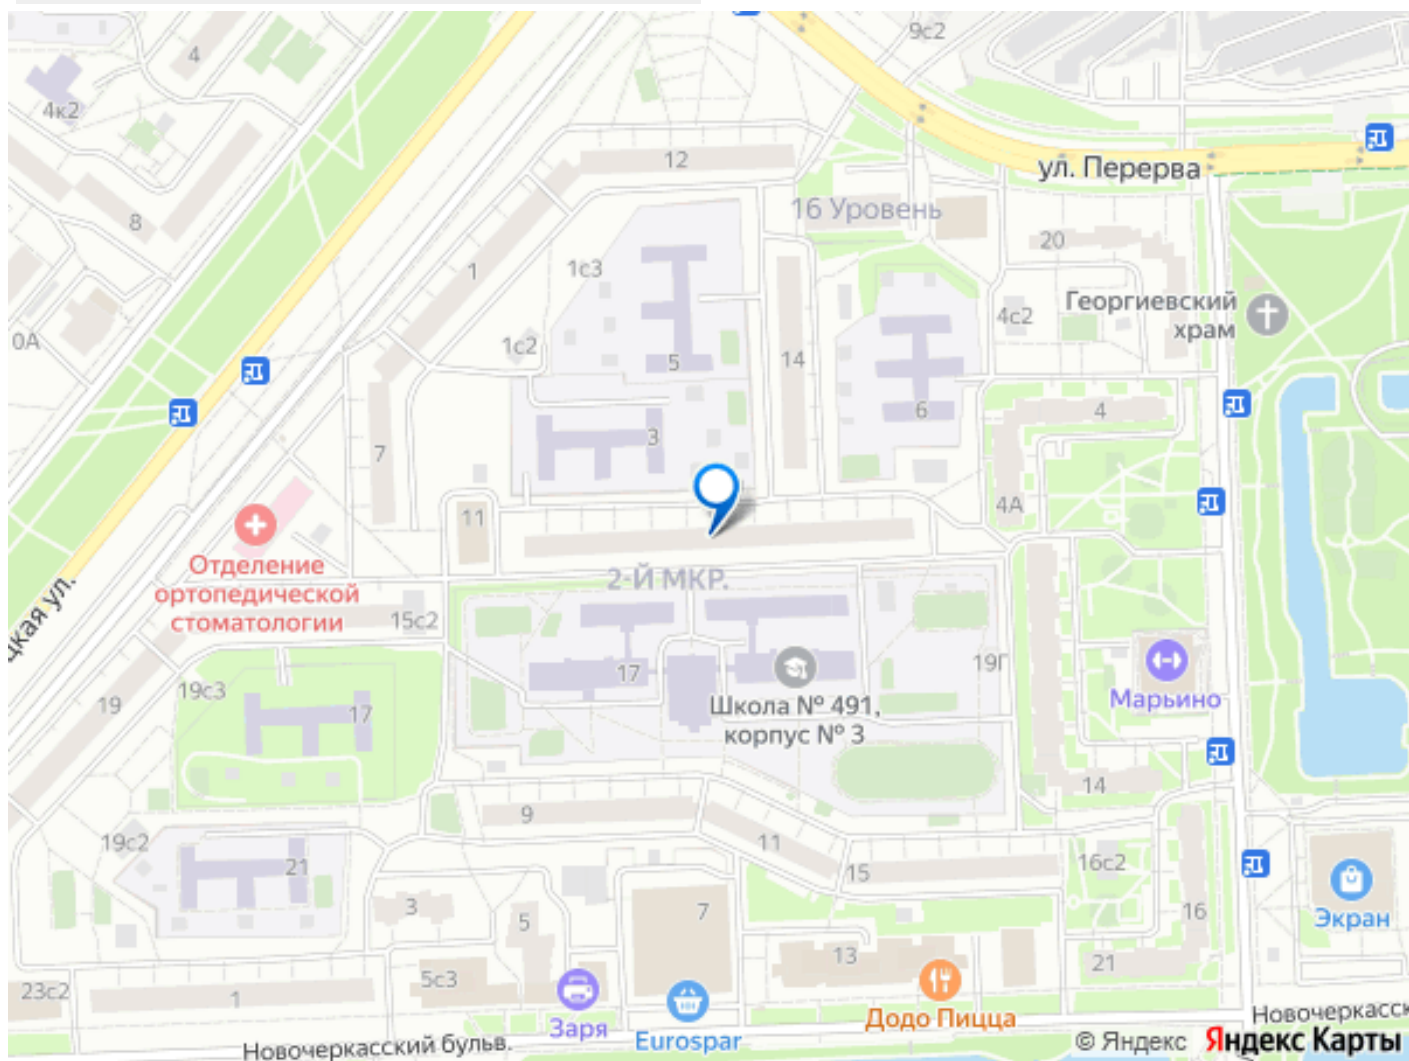 9с2
4
4к2
12
ул. Перерва
8
16 Уровень
20
1
1с3
Георгиевский
храм
4с2
0А
1с2
5
14
6
4
3
7
4А
11
Отделение
ортопедической
стоматологии
2-Й МКР.
15с2
цкая ул.
17
19Г
Марьино
19с3
17
19
Школа № 491,
корпус № 3
14
9
11
19с2
15
16с2
21
Экран
3
5
7
16
13
21
5с3
23с2
1
Заря
Eurospar
Додо Пицца
Новочеркасский бульв.
Новочеркасск
© Яндекс Яндекс Карты